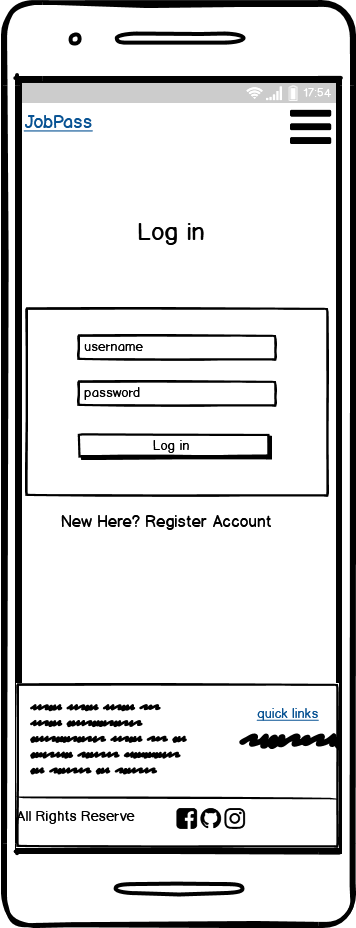 17:54
JobPass
Log in
username
password
Log in
New Here? Register Account
quick links
All Rights Reserve